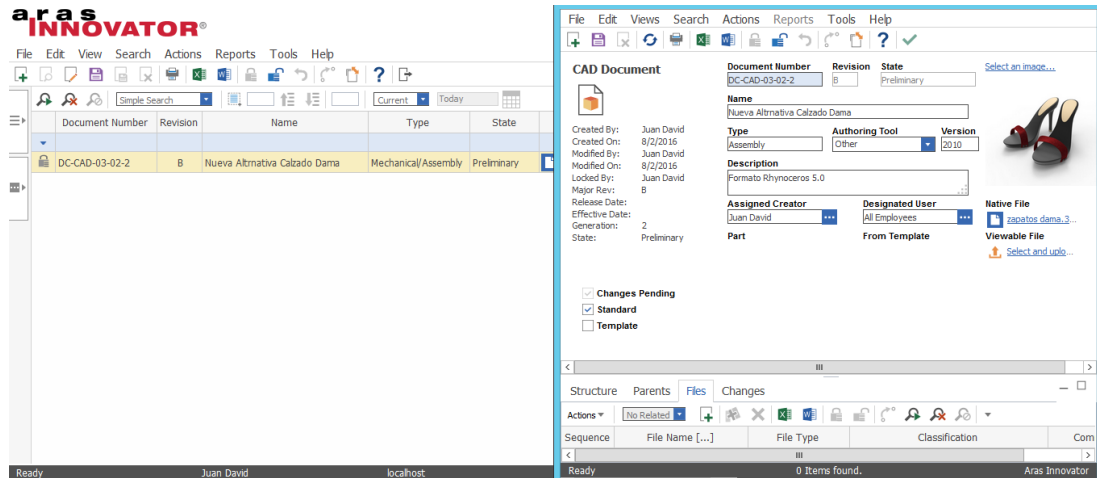 aras
INNOVATOR®
File Edit View Search Actions Reports Tools Help
Simple Search Current Today
Document Number Revision Name Type State
DC-CAD-03-02-2 B Nueva Altrnativa Calzado Dama Mechanical/Assembly Preliminary
Ready Juan David localhost
File Edit Views Search Actions Reports Tools Help
CAD Document
Document Number Revision State Select an image...
DC-CAD-03-02-2 B Preliminary
Name
Nueva Altrnativa Calzado Dama
Created By: Juan David
Created On: 8/2/2016
Modified By: Juan David
Modified On: 8/2/2016
Locked By: Juan David
Major Rev: B
Release Date:
Effective Date:
Generation: 2
State: Preliminary
Type Authoring Tool Version
Assembly Other 2010
Description
Formato Rhynoceros 5.0
Assigned Creator Designated User Native File
Juan David All Employees zapatos dama.3...
Part From Template Viewable File
Select and uplo...
Changes Pending
Standard
Template
Structure Parents Files Changes
Actions No Related
Sequence File Name [...] File Type Classification Com
Ready 0 Items found. Aras Innovator